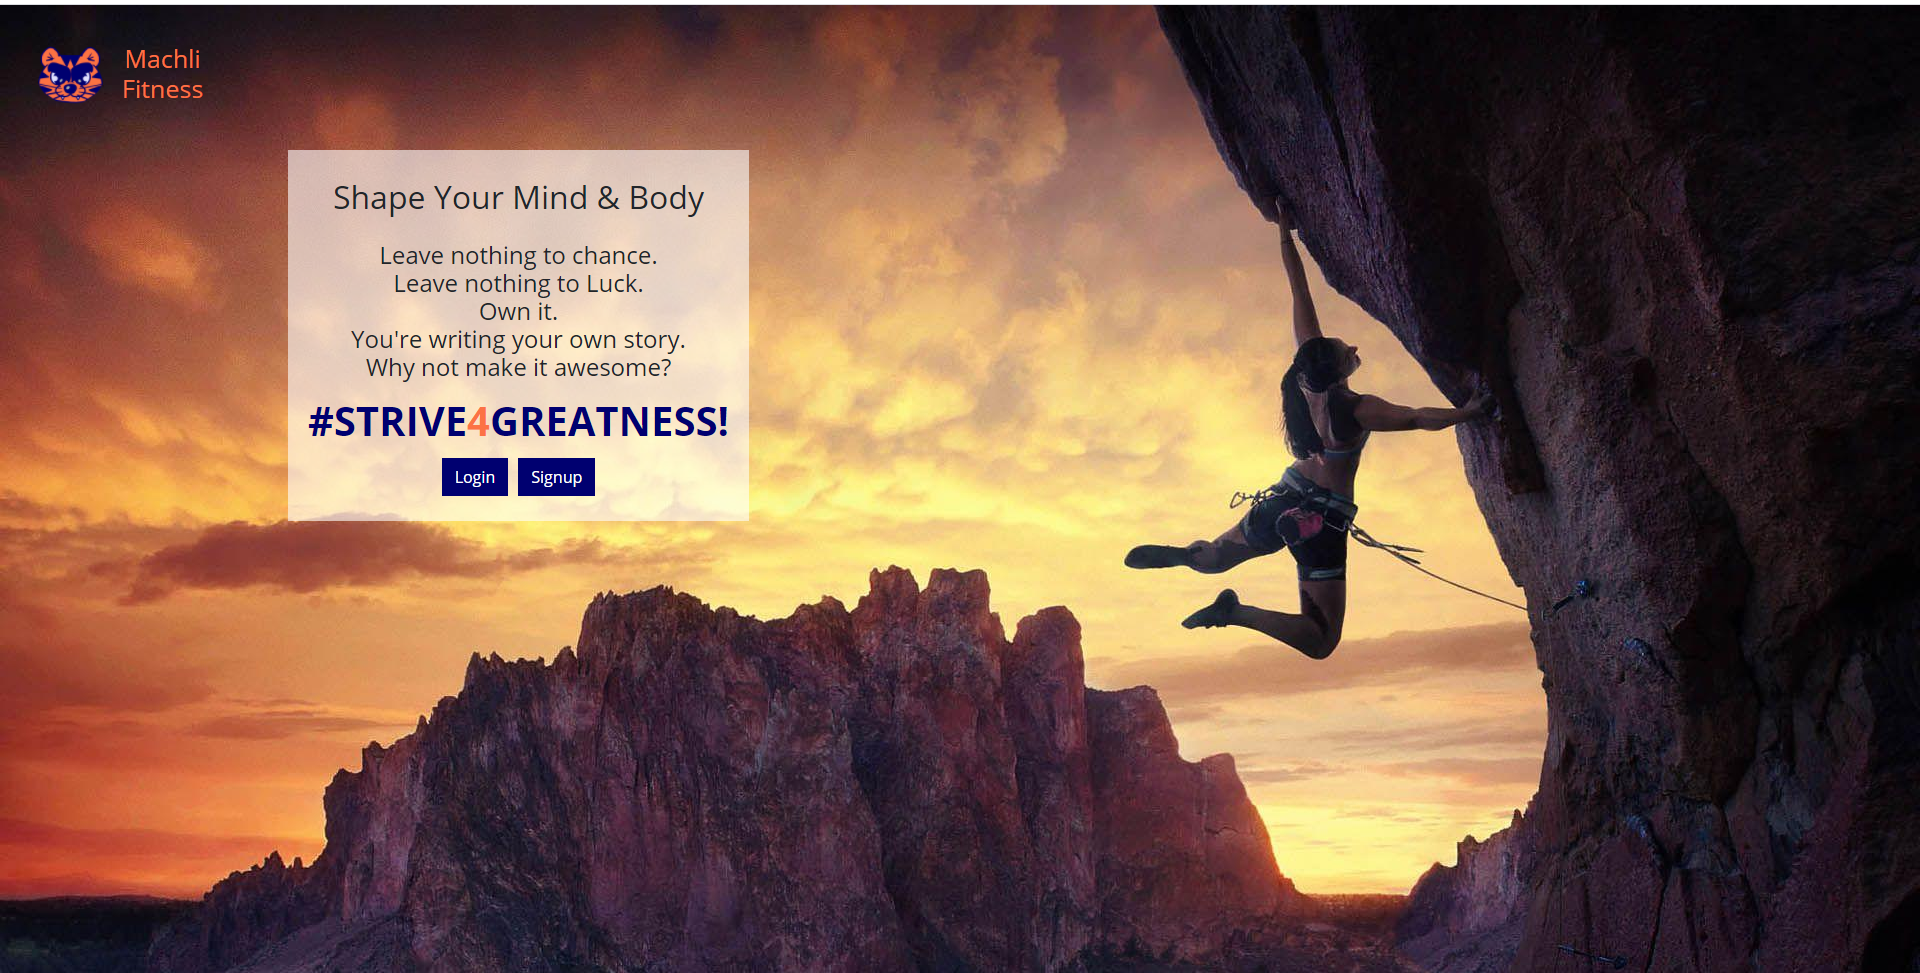 Machli
Fitness
Shape Your Mind & Body
Leave nothing to chance.
Leave nothing to Luck.
Own it.
You're writing your own story.
Why not make it awesome?
#STRIVE4GREATNESS!
Login Signup